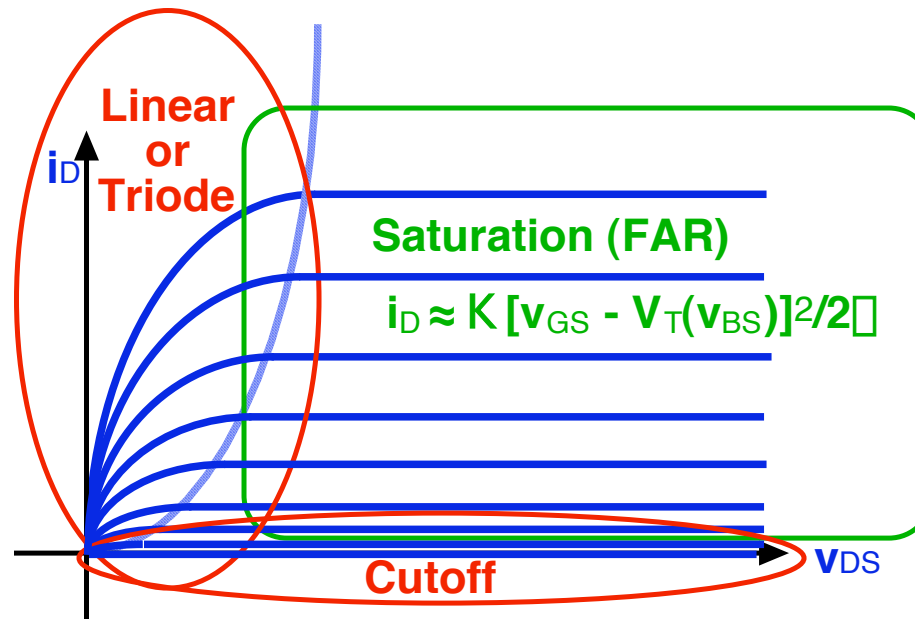 Linear
or
Triode
iD
Saturation (FAR)
iD ≈ K [vGS - VT(vBS)]2/2▯
Cutoff
vDS